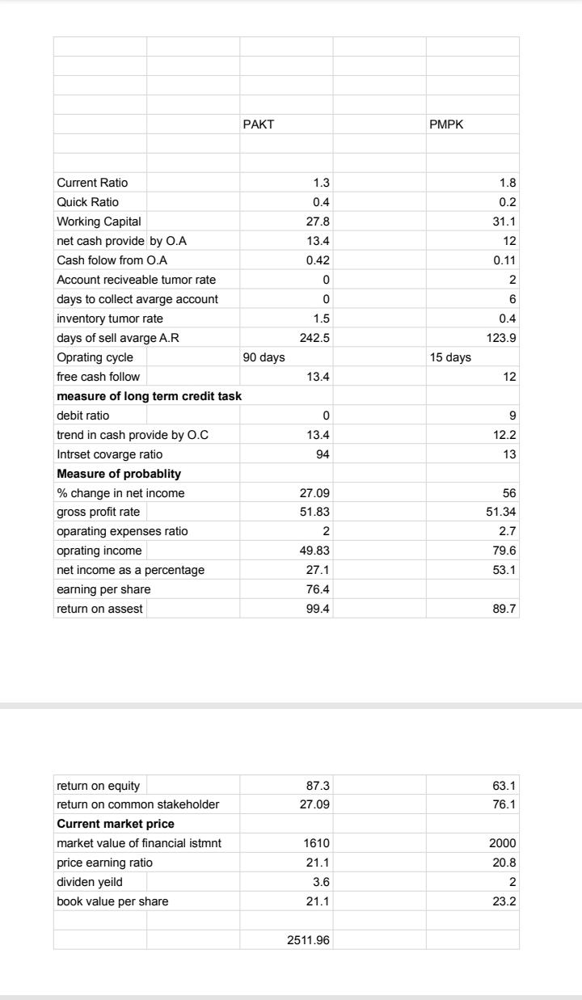 PAKT PMPK
Current Ratio 1.3 1.8
Quick Ratio 0.4 0.2
Working Capital 27.8 31.1
net cash provide by O.A 13.4 12
Cash folow from O.A 0.42 0.11
Account reciveable tumor rate 0 2
days to collect avarge account 0 6
inventory tumor rate 1.5 0.4
days of sell avarge A.R 242.5 123.9
Oprating cycle 90 days 15 days
free cash follow 13.4 12
measure of long term credit task
debit ratio 0 9
trend in cash provide by O.C 13.4 12.2
Intrset covarge ratio 94 13
Measure of probablity
% change in net income 27.09 56
gross profit rate 51.83 51.34
oparating expenses ratio 2 2.7
oprating income 49.83 79.6
net income as a percentage 27.1 53.1
earning per share 76.4
return on assest 99.4 89.7
return on equity 87.3 63.1
return on common stakeholder 27.09 76.1
Current market price
market value of financial istmnt 1610 2000
price earning ratio 21.1 20.8
dividen yeild 3.6 2
book value per share 21.1 23.2
2511.96